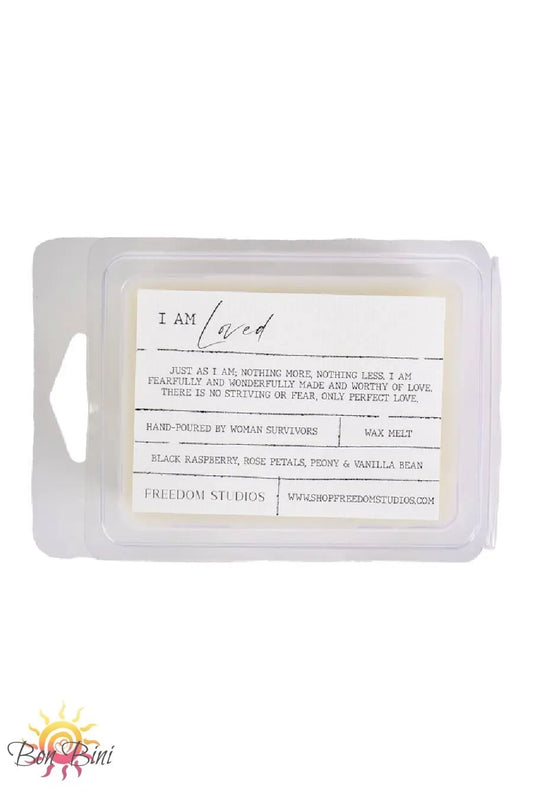 I AM Loved
JUST AS I AM; NOTHING MORE, NOTHING LESS. I AM
FEARFULLY AND WONDERFULLY MADE AND WORTHY OF LOVE.
THERE IS NO STRIVING OR FEAR, ONLY PERFECT LOVE.
HAND-POURED BY WOMAN SURVIVORS WAX MELT
BLACK RASPBERRY, ROSE PETALS, PEONY & VANILLA BEAN
FREEDOM STUDIOS WWW.SHOPFREEDOMSTUDIOS.COM
Bon Bini